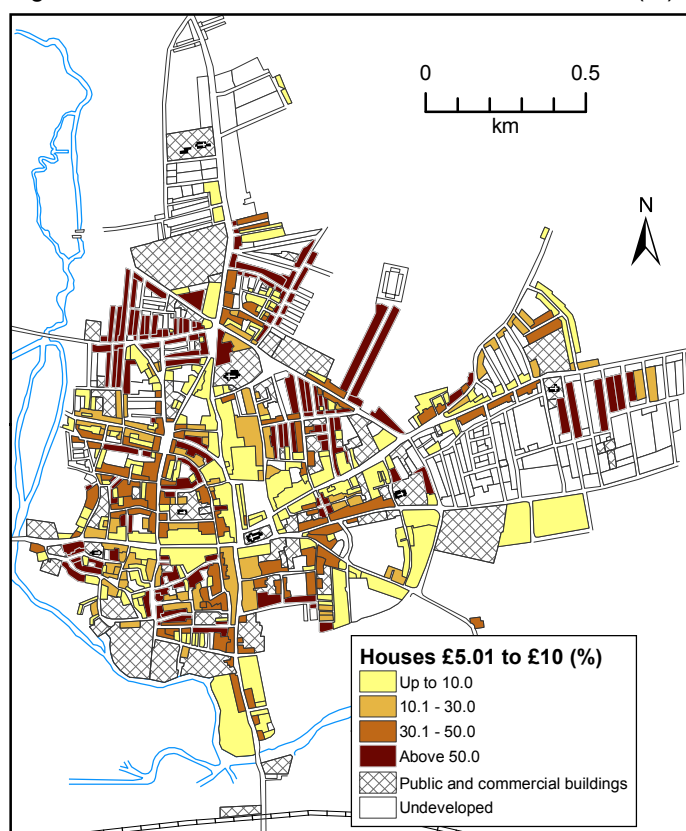 0 0.5
km
N
Houses £5.01 to £10 (%)
Up to 10.0
10.1 - 30.0
30.1 - 50.0
Above 50.0
Public and commercial buildings
Undeveloped